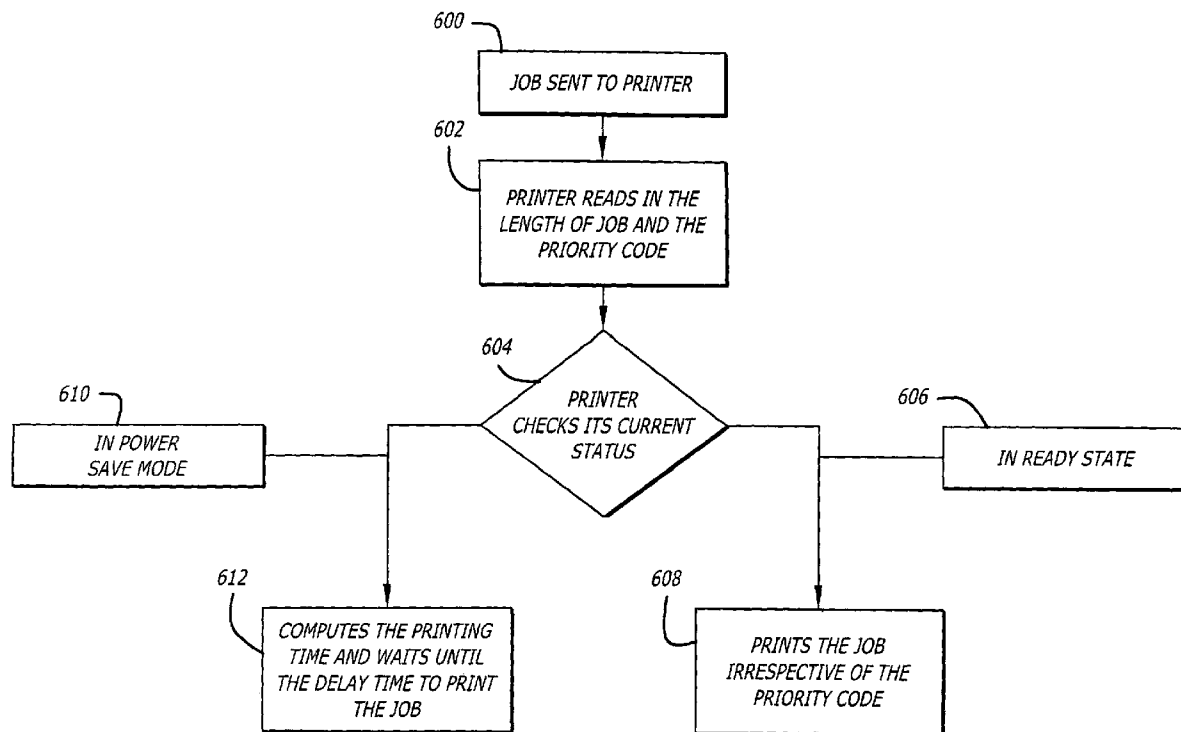 600
JOB SENT TO PRINTER
602
PRINTER READS IN THE
LENGTH OF JOB AND THE
PRIORITY CODE
604
PRINTER
CHECKS ITS CURRENT
STATUS
610
IN POWER
SAVE MODE
606
IN READY STATE
612
COMPUTES THE PRINTING
TIME AND WAITS UNTIL
THE DELAY TIME TO PRINT
THE JOB
608
PRINTS THE JOB
IRRESPECTIVE OF THE
PRIORITY CODE